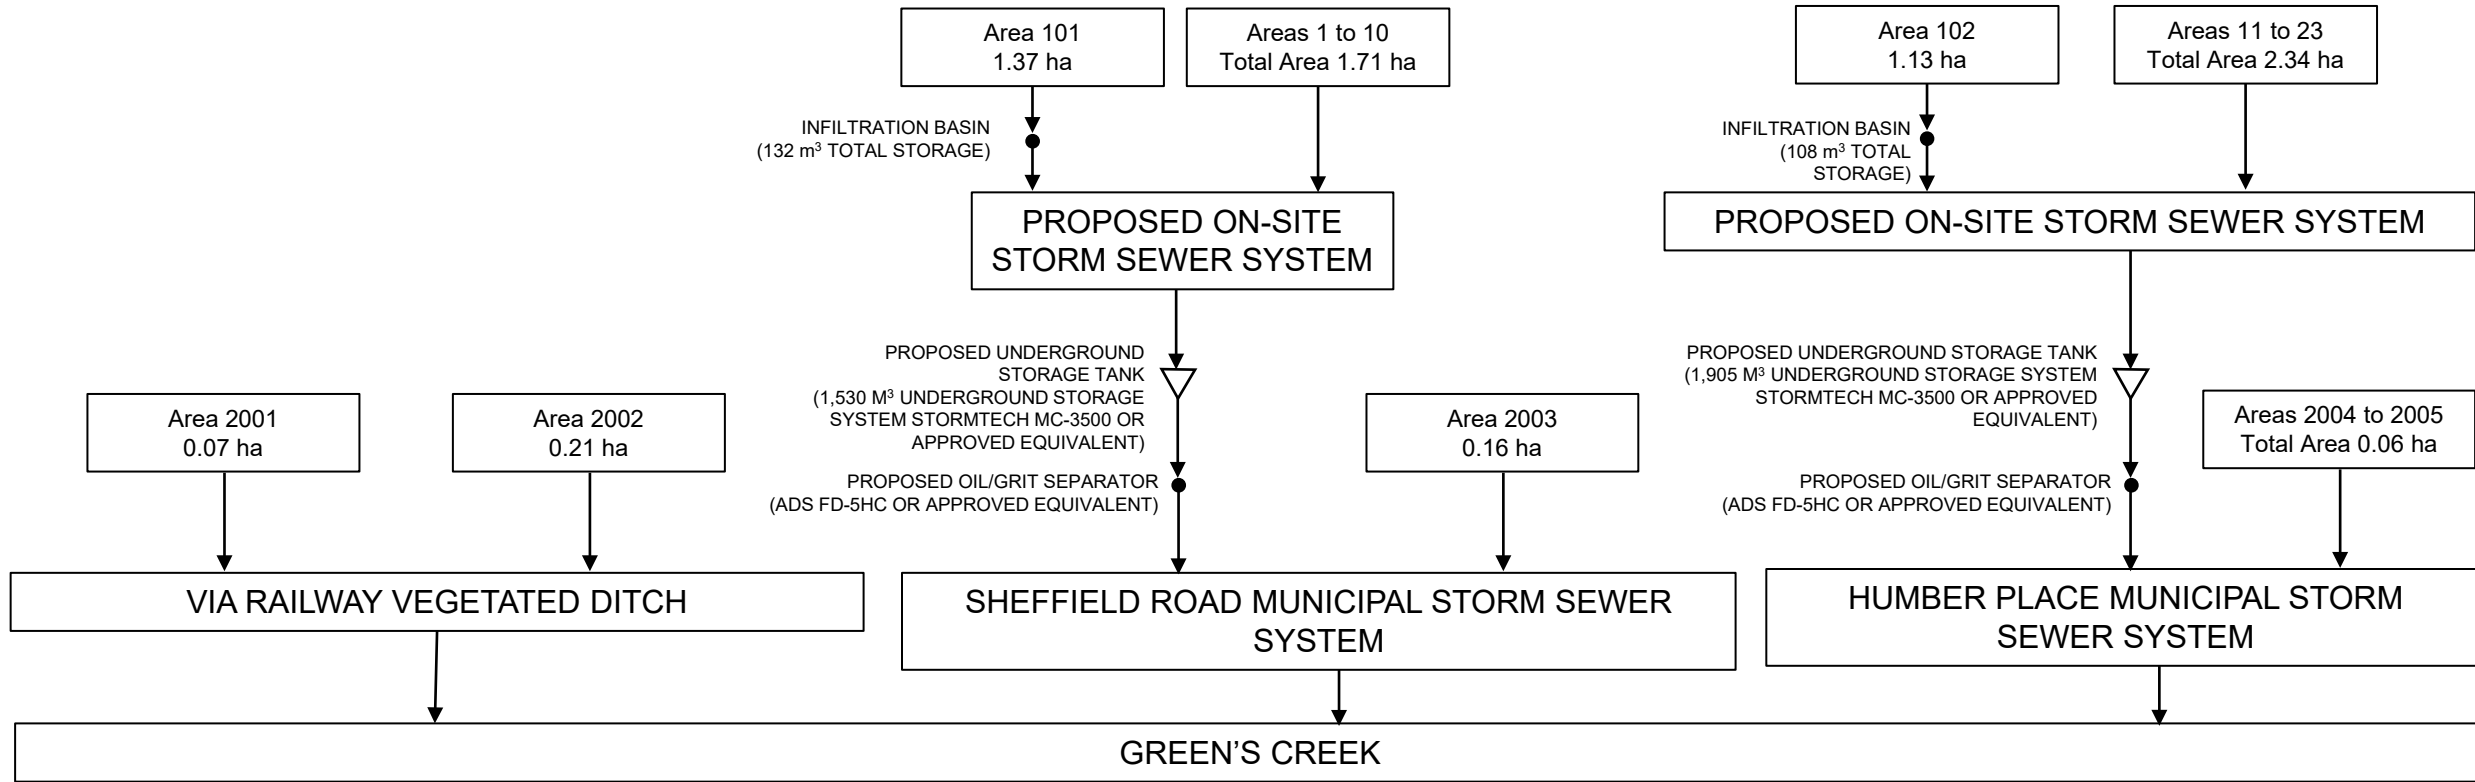 Area 101
1.37 ha
Areas 1 to 10
Total Area 1.71 ha
Area 102
1.13 ha
Areas 11 to 23
Total Area 2.34 ha
INFILTRATION BASIN
(132 m³ TOTAL STORAGE)
INFILTRATION BASIN
(108 m³ TOTAL
STORAGE)
PROPOSED ON-SITE
STORM SEWER SYSTEM
PROPOSED ON-SITE STORM SEWER SYSTEM
PROPOSED UNDERGROUND
STORAGE TANK
(1,530 M³ UNDERGROUND STORAGE
SYSTEM STORMTECH MC-3500 OR
APPROVED EQUIVALENT)
PROPOSED UNDERGROUND STORAGE TANK
(1,905 M³ UNDERGROUND STORAGE SYSTEM
STORMTECH MC-3500 OR APPROVED
EQUIVALENT)
Area 2001
0.07 ha
Area 2002
0.21 ha
Area 2003
0.16 ha
Areas 2004 to 2005
Total Area 0.06 ha
PROPOSED OIL/GRIT SEPARATOR
(ADS FD-5HC OR APPROVED EQUIVALENT)
PROPOSED OIL/GRIT SEPARATOR
(ADS FD-5HC OR APPROVED EQUIVALENT)
VIA RAILWAY VEGETATED DITCH
SHEFFIELD ROAD MUNICIPAL STORM SEWER
SYSTEM
HUMBER PLACE MUNICIPAL STORM
SEWER SYSTEM
GREEN’S CREEK